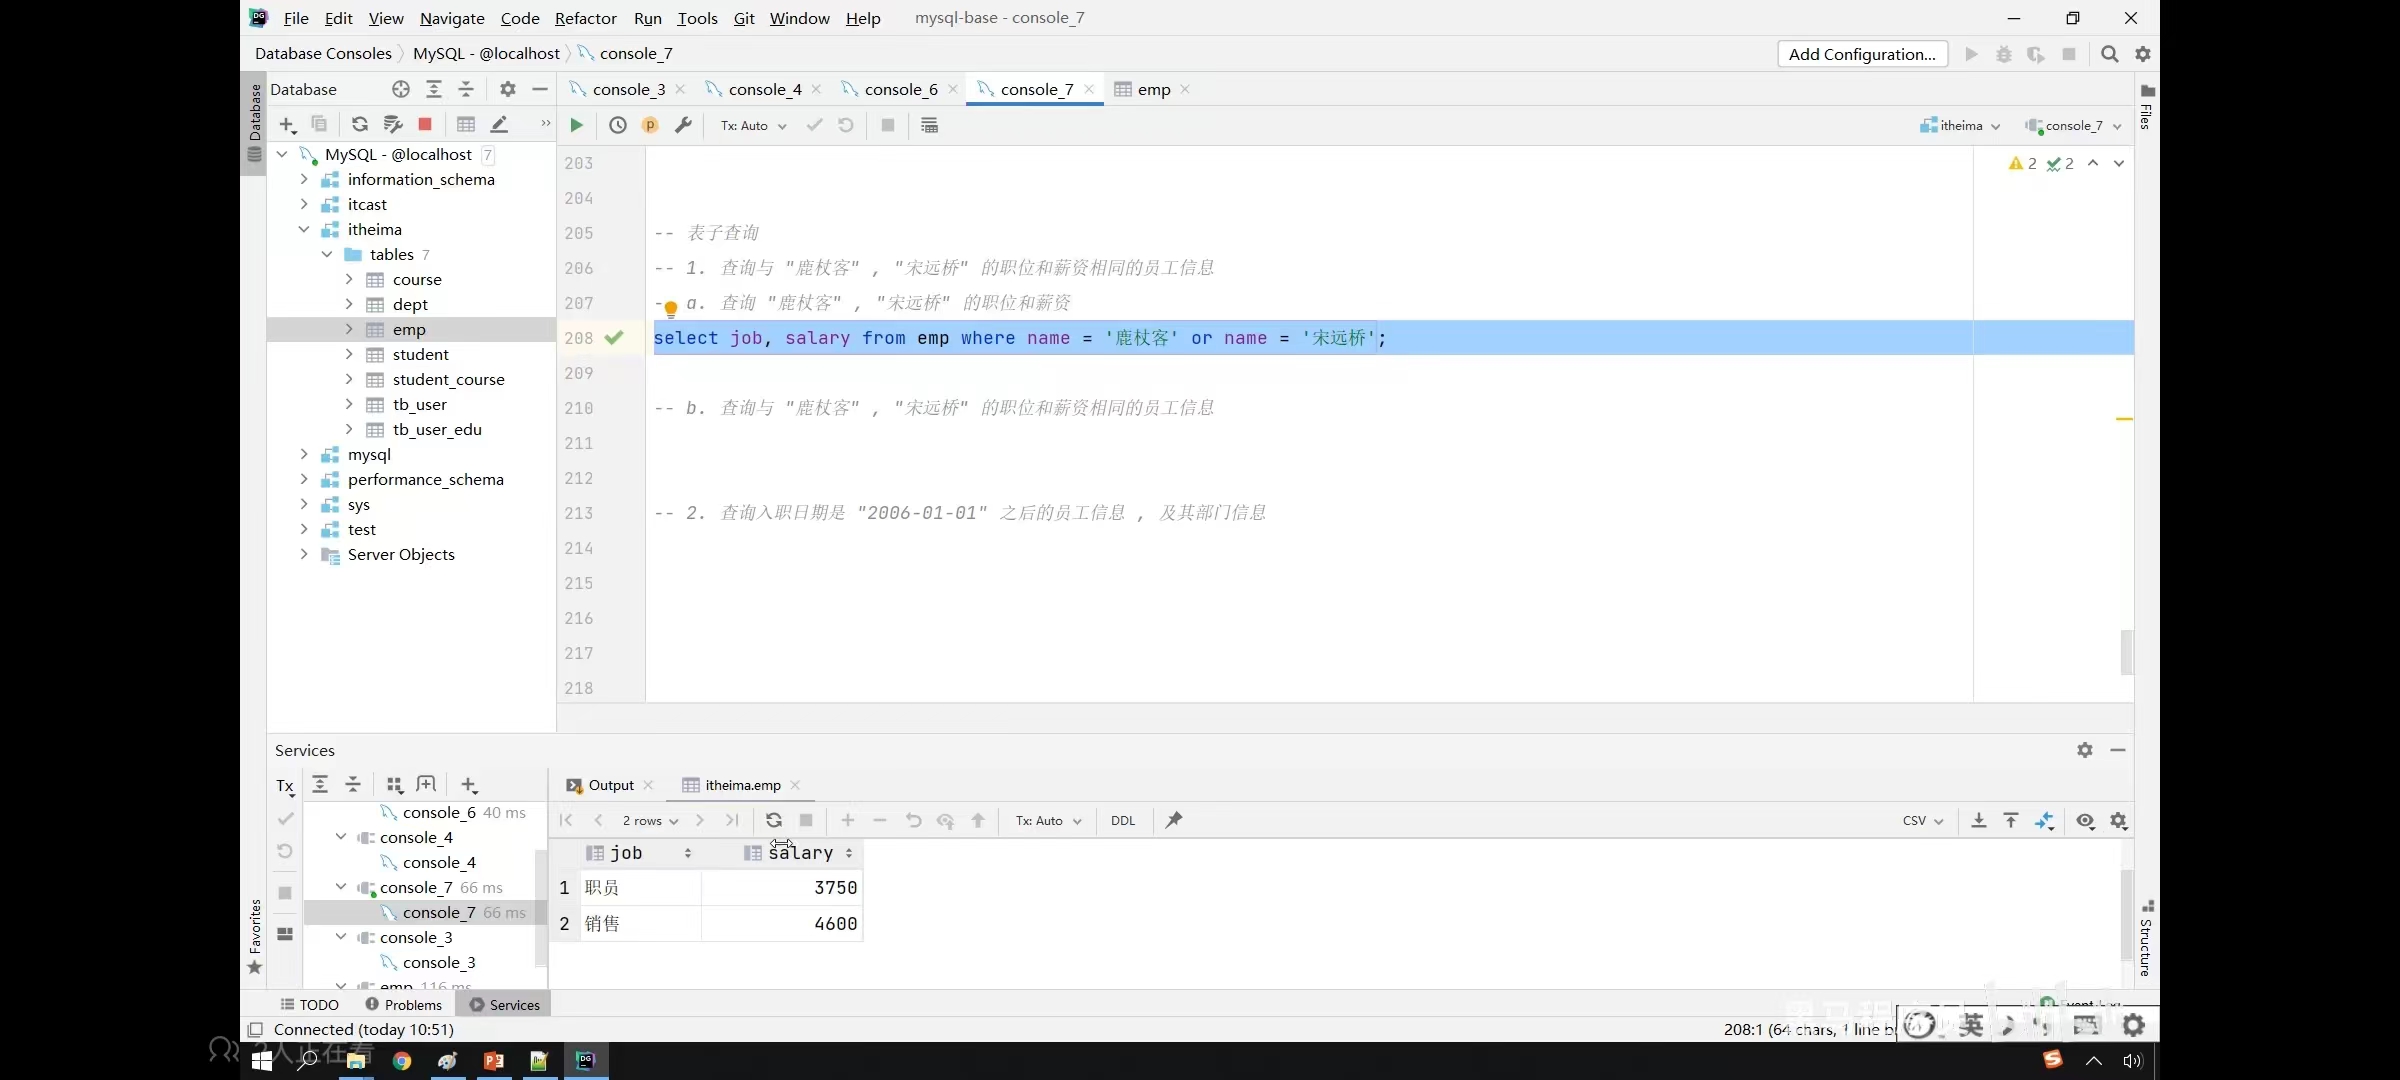 File Edit View Navigate Code Refactor Run Tools Git Window Help mysql-base - console_7
Database Consoles MySQL - @localhost console_7 Add Configuration...
Database console_3 console_4 console_6 console_7 emp
Tx: Auto itheima console_7
Database
Files
MySQL - @localhost 7
information_schema
itcast
itheima
tables 7
course
dept
emp
student
student_course
tb_user
tb_user_edu
mysql
performance_schema
sys
test
Server Objects
2 2
203
204
205 -- 表子查询
206 -- 1. 查询与 "鹿杖客" , "宋远桥" 的职位和薪资相同的员工信息
207 - a. 查询 "鹿杖客" , "宋远桥" 的职位和薪资
208 select job, salary from emp where name = '鹿杖客' or name = '宋远桥';
209
210 -- b. 查询与 "鹿杖客" , "宋远桥" 的职位和薪资相同的员工信息
211
212
213 -- 2. 查询入职日期是 "2006-01-01" 之后的员工信息 , 及其部门信息
214
215
216
217
218
Services
Tx
console_6 40 ms
console_4
console_4
console_7 66 ms
console_7 66 ms
console_3
console_3
emp 116 ms
Output itheima.emp
2 rows Tx: Auto DDL CSV
job salary
1 职员 3750
2 销售 4600
Favorites
Structure
TODO Problems Services
Connected (today 10:51) 208:1 (64 chars, 1 line b
英
2人正在看